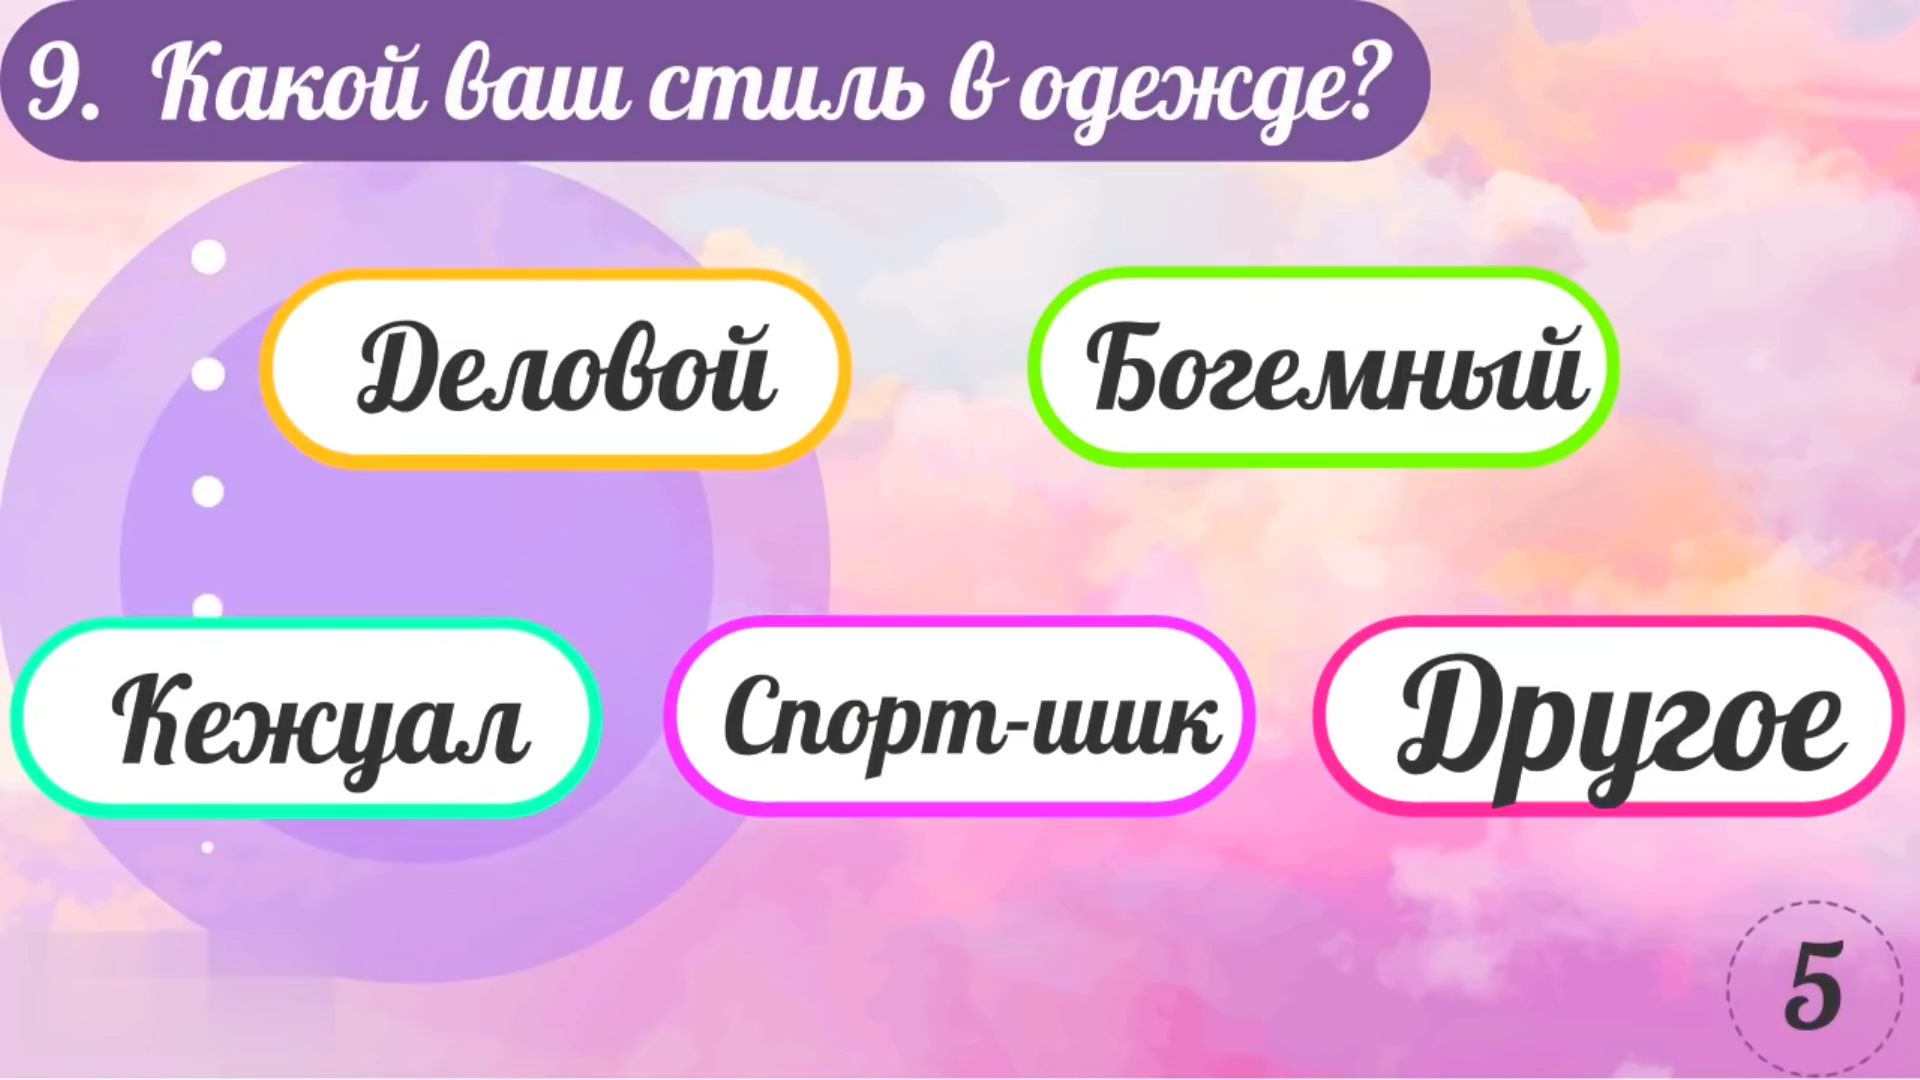 9. Какой ваш стиль в одежде?
Деловой
Богемный
Кежуал
Спорт-шик
Другое
5